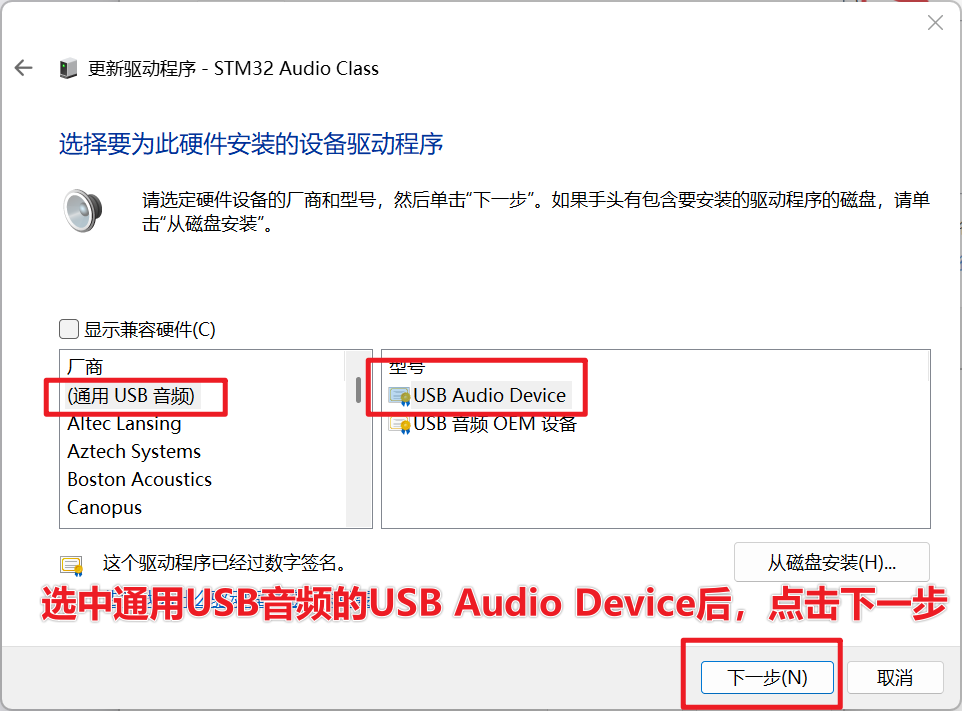 更新驱动程序 - STM32 Audio Class
选择要为此硬件安装的设备驱动程序
请选定硬件设备的厂商和型号，然后单击“下一步”。如果手头有包含要安装的驱动程序的磁盘，请单
击“从磁盘安装”。
显示兼容硬件(C)
厂商
(通用 USB 音频)
Altec Lansing
Aztech Systems
Boston Acoustics
Canopus
型号
USB Audio Device
USB 音频 OEM 设备
这个驱动程序已经过数字签名。
从磁盘安装(H)...
选中通用USB音频的USB Audio Device后，点击下一步
下一步(N)
取消